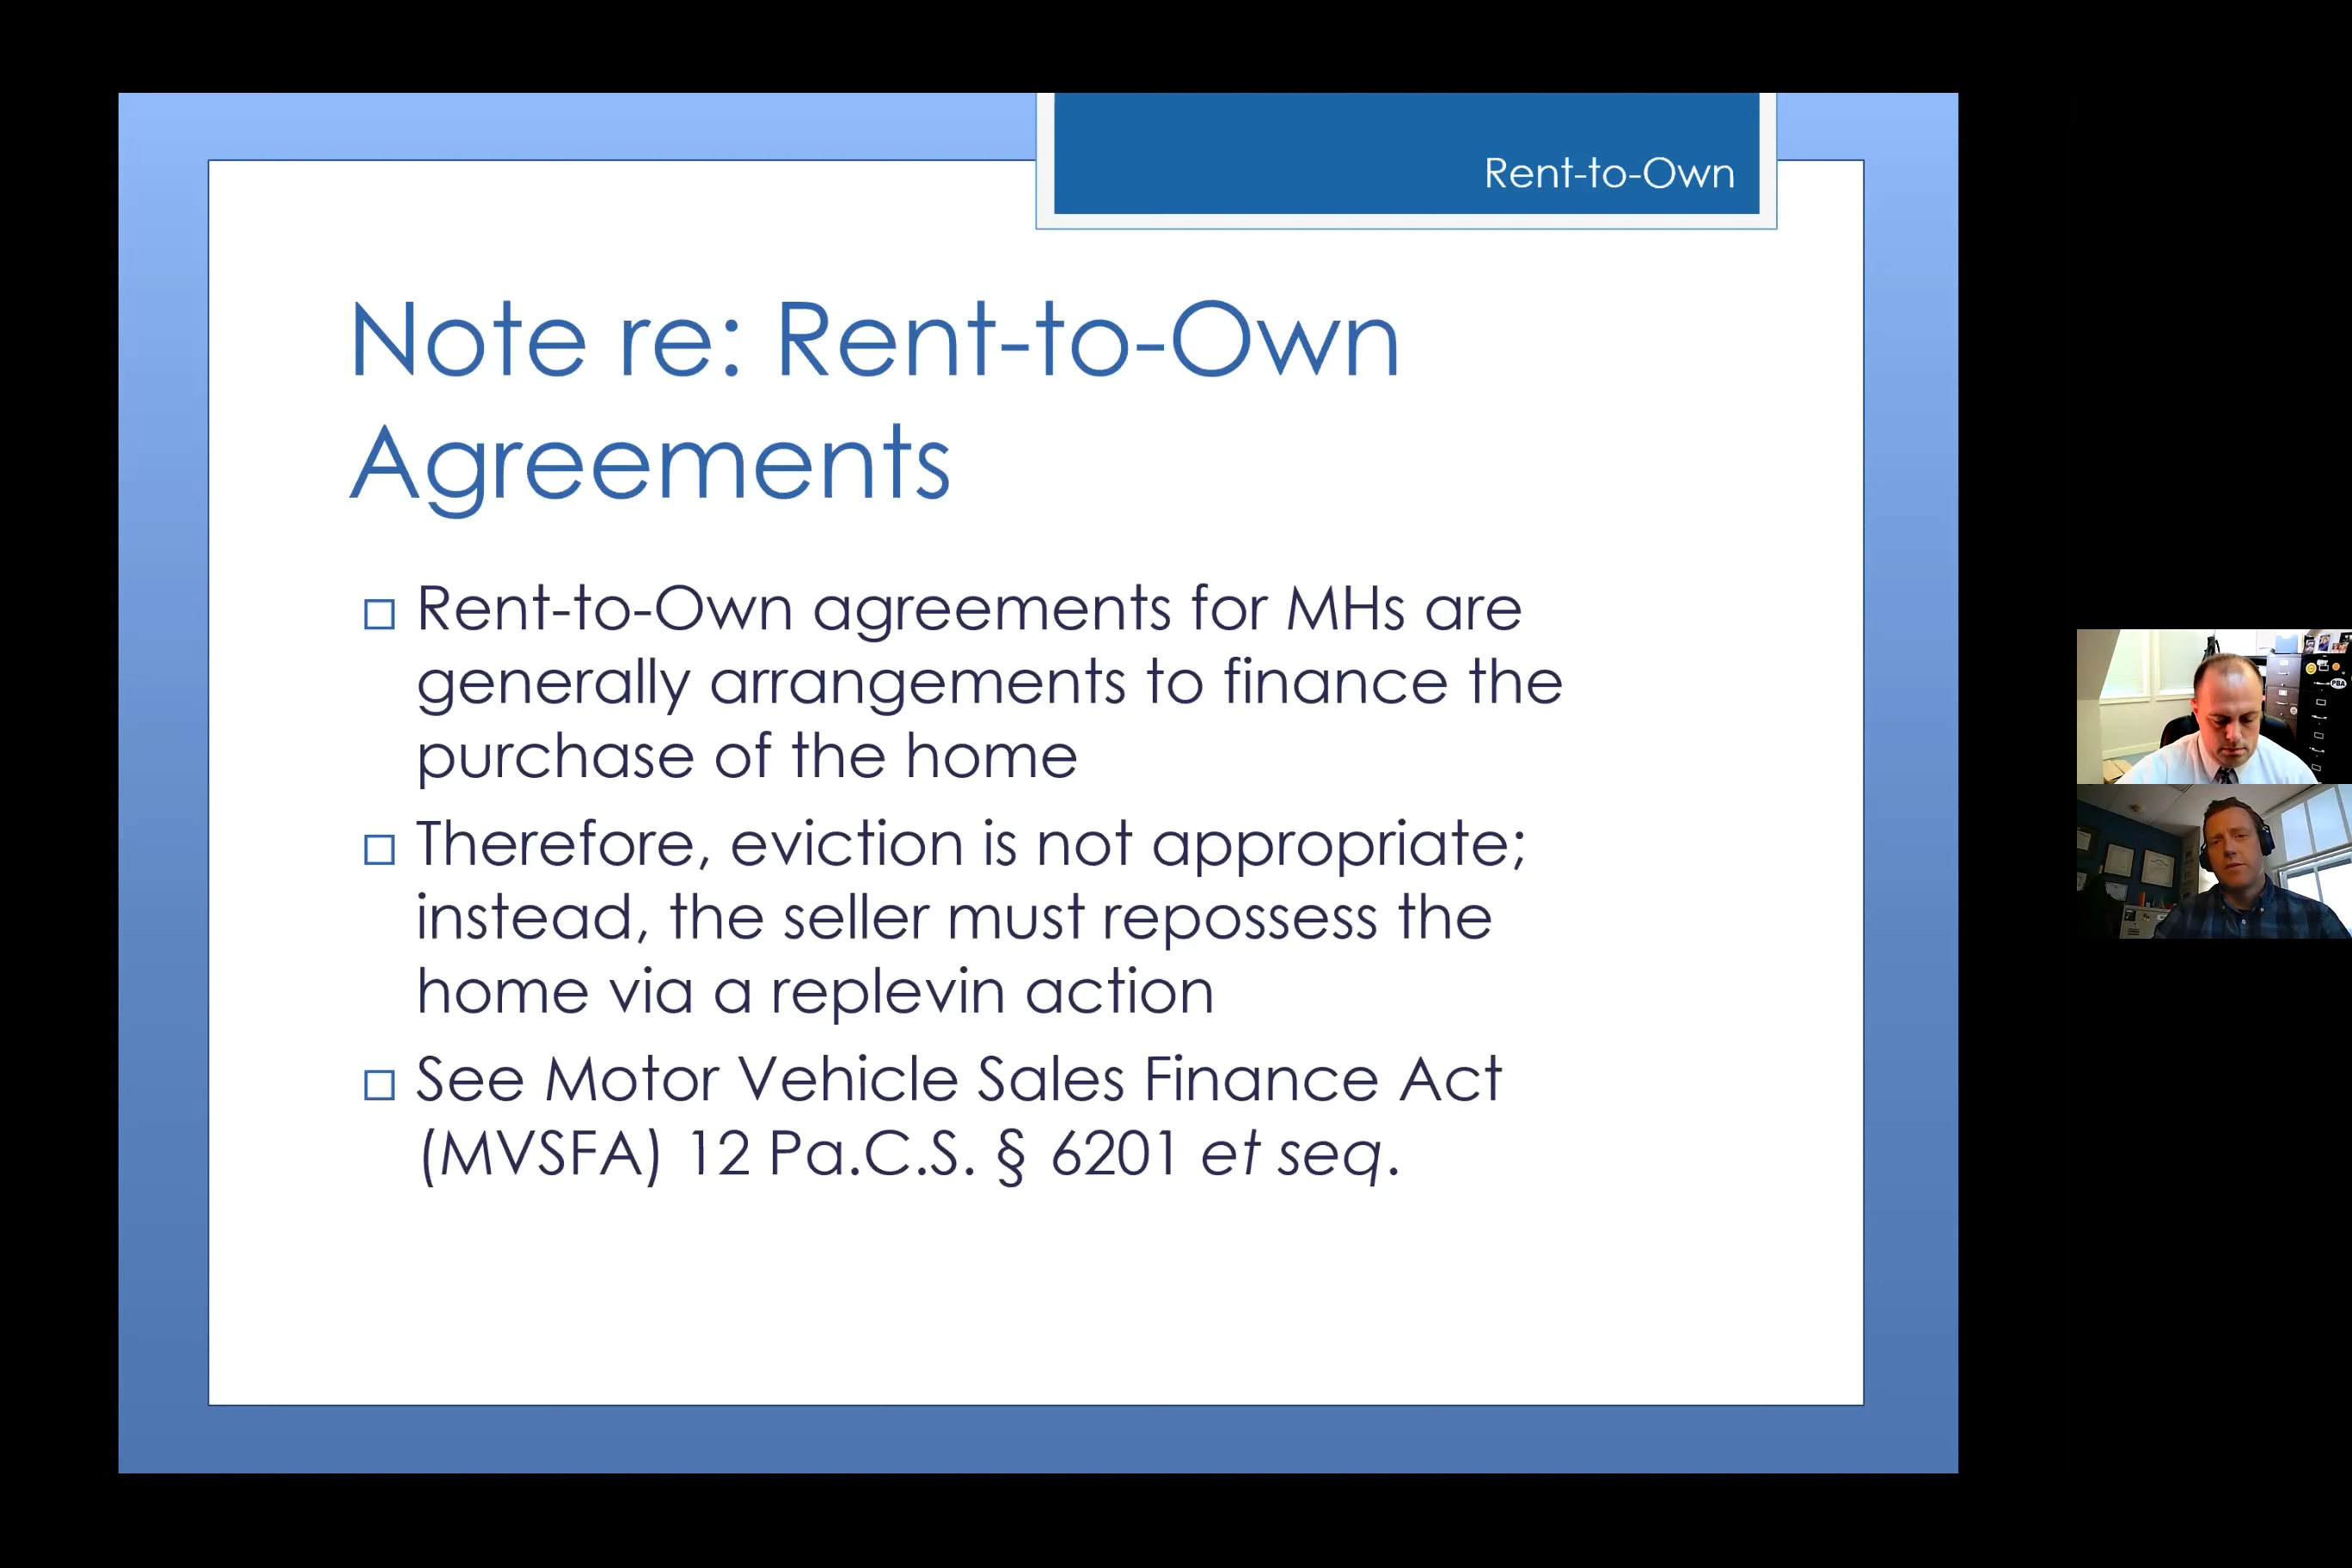 Rent-to-Own
Note re: Rent-to-Own
Agreements
Rent-to-Own agreements for MHs are
generally arrangements to finance the
purchase of the home
Therefore, eviction is not appropriate;
instead, the seller must repossess the
home via a replevin action
See Motor Vehicle Sales Finance Act
(MVSFA) 12 Pa.C.S. § 6201 et seq.
PBA